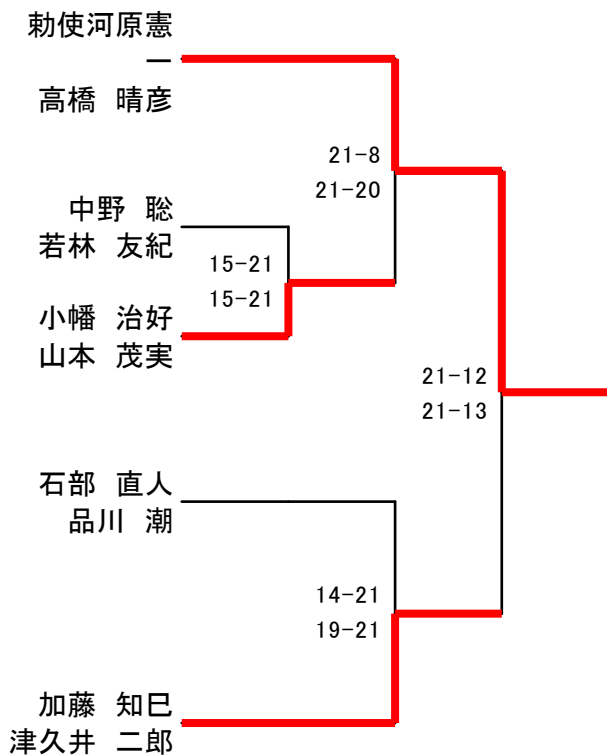 勅使河原憲
一
高橋 晴彦
21-8
21-20
中野 聡
若林 友紀
15-21
15-21
小幡 治好
山本 茂実
21-12
21-13
石部 直人
品川 潮
14-21
19-21
加藤 知巳
津久井 二郎